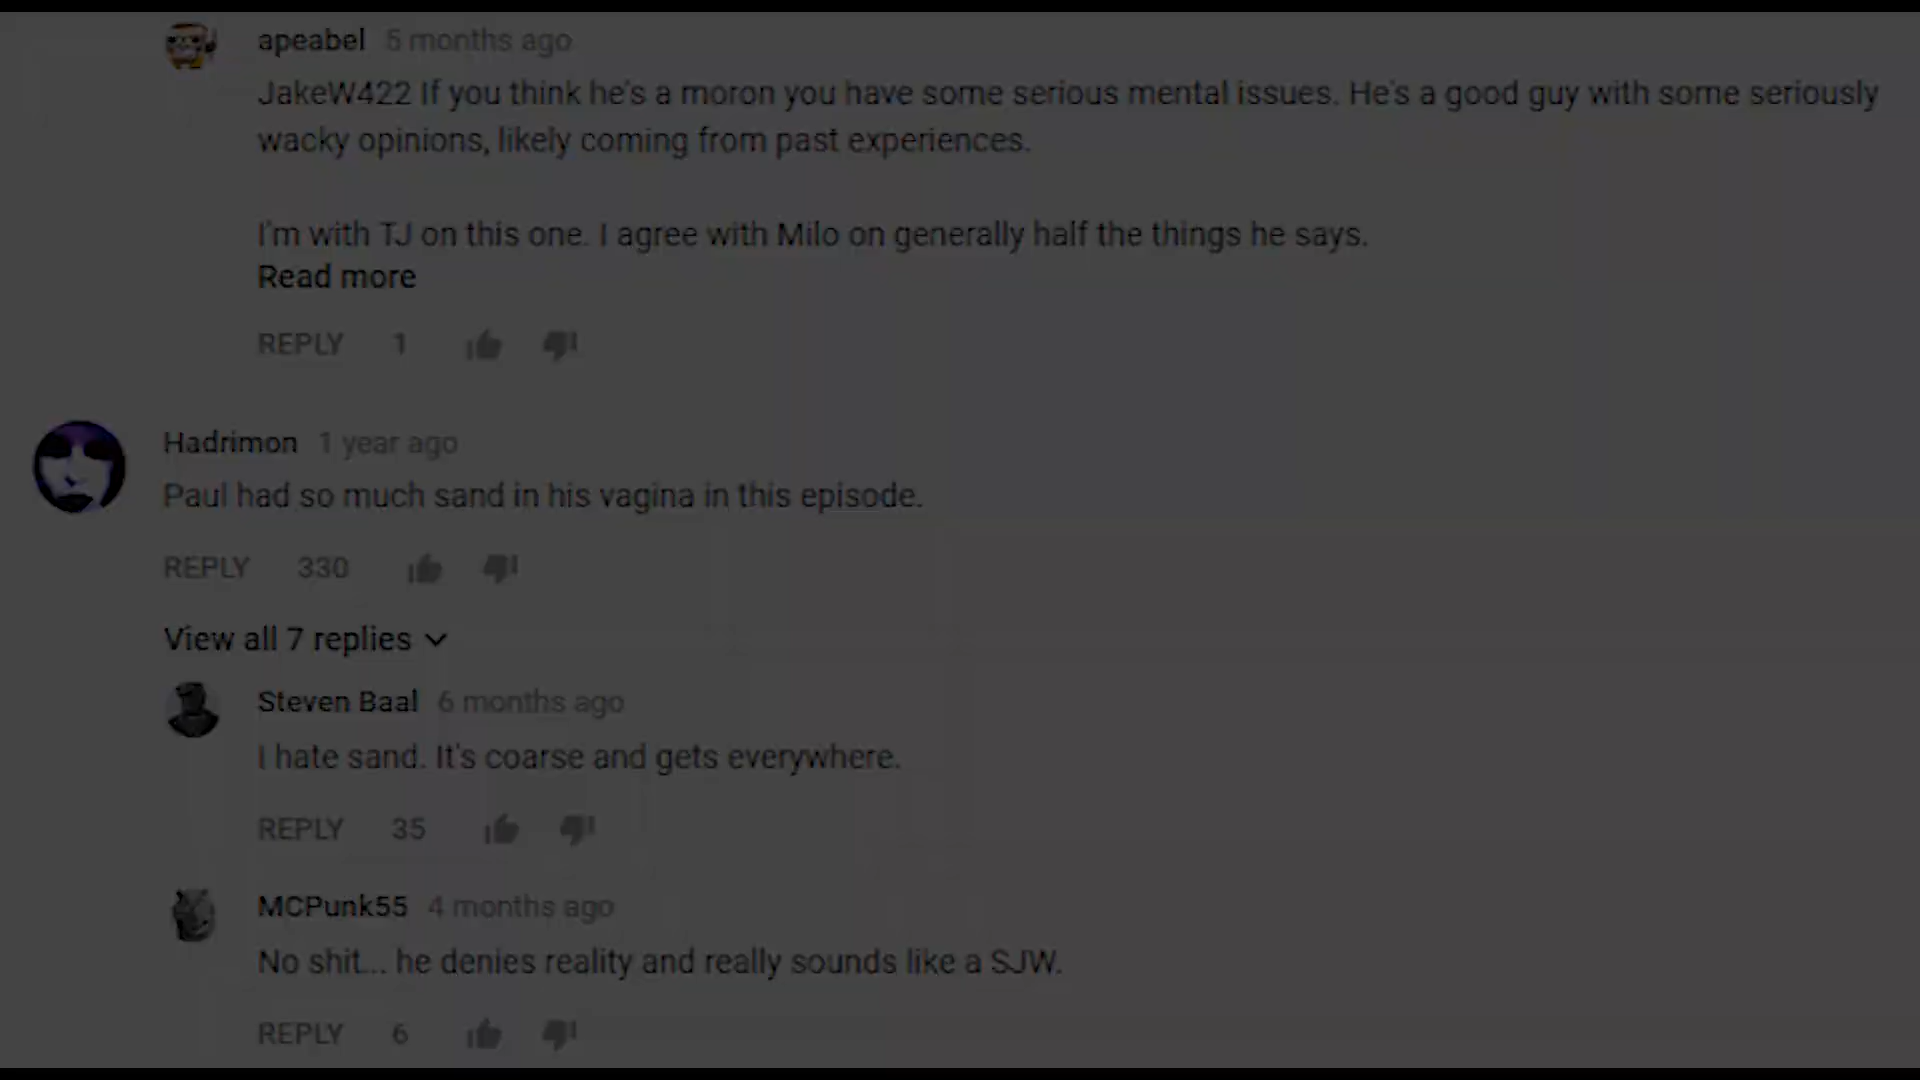 apeabel 5 months ago
JakeW422 If you think he's a moron you have some serious mental issues. He's a good guy with some seriously
wacky opinions, likely coming from past experiences.
I'm with TJ on this one. I agree with Milo on generally half the things he says.
Read more
REPLY 1
Hadrimon 1 year ago
Paul had so much sand in his vagina in this episode.
REPLY 330
View all 7 replies
Steven Baal 6 months ago
I hate sand. It's coarse and gets everywhere.
REPLY 35
MCPunk55 4 months ago
No shit... he denies reality and really sounds like a SJW.
REPLY 6